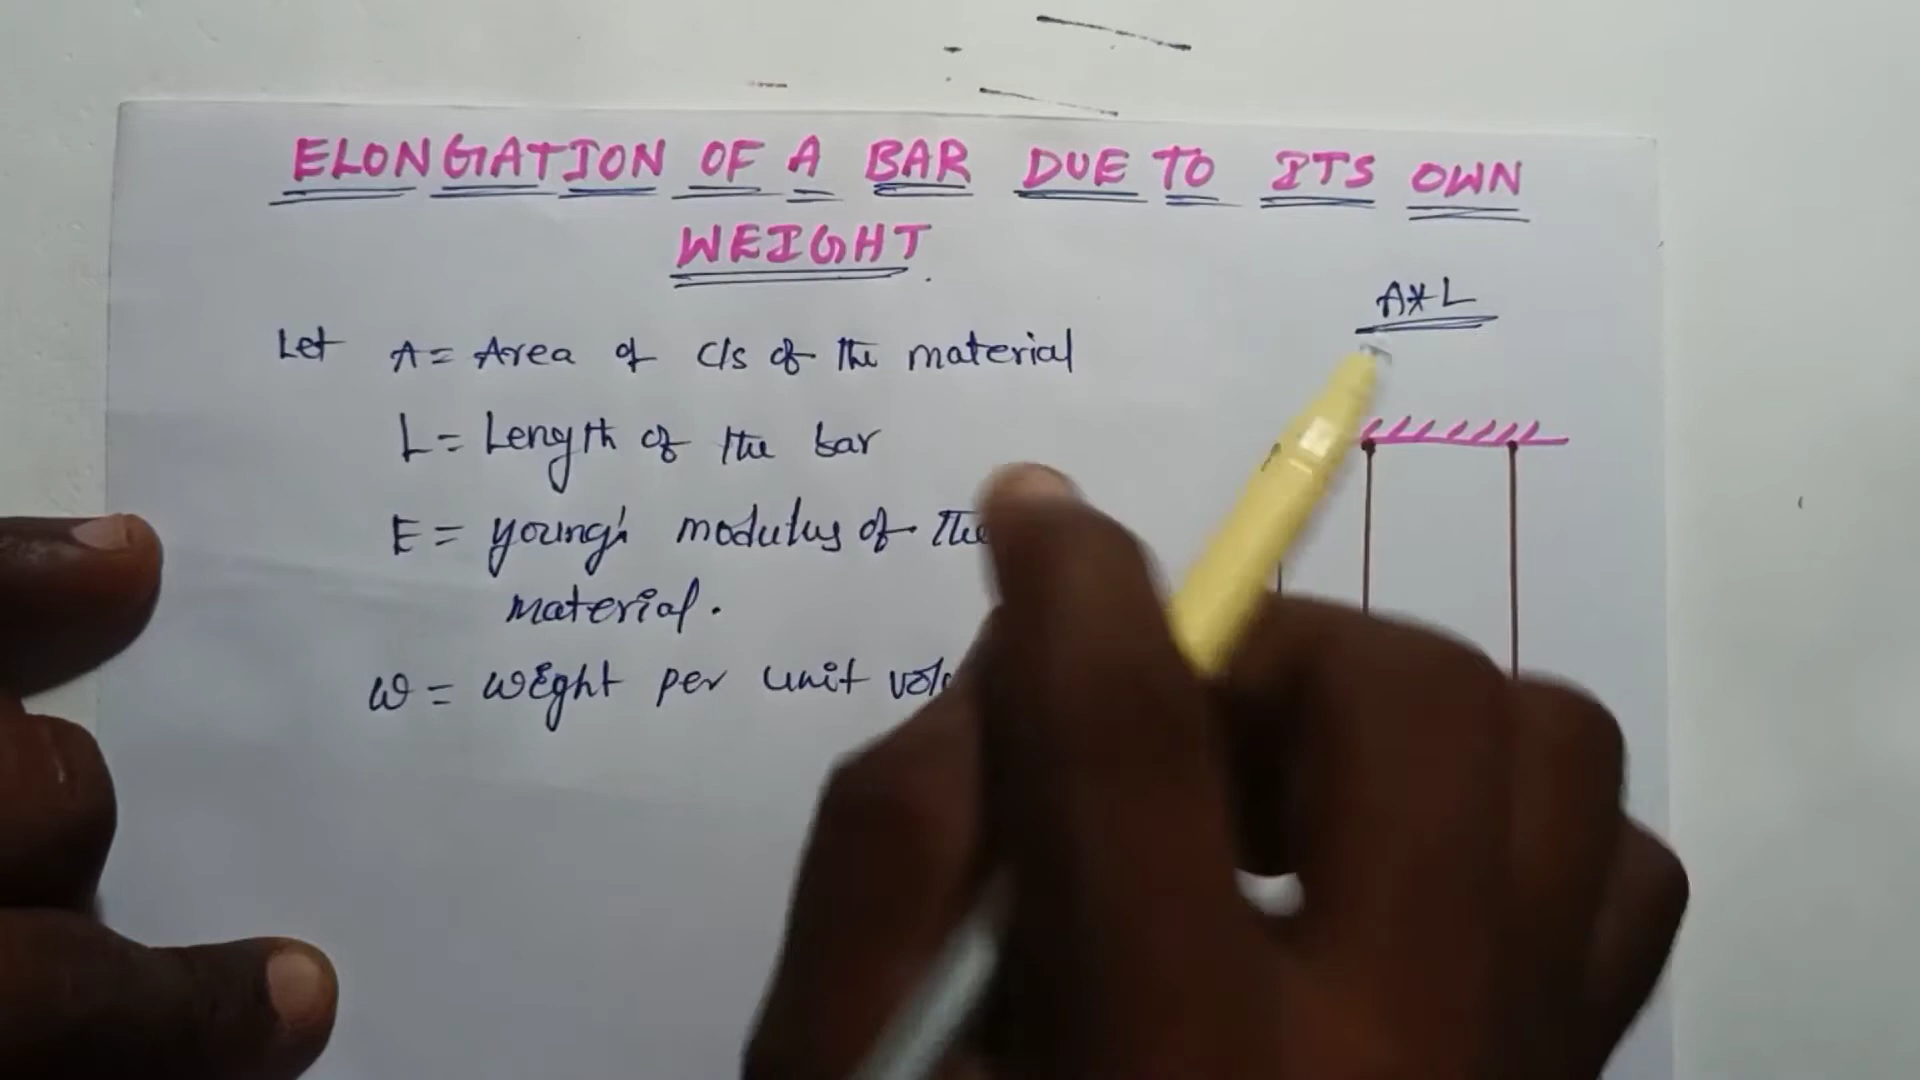 ELONGATION OF A BAR DUE TO ITS OWN
WEIGHT.
A*L
Let A = Area of c/s of the material
L = Length of the bar
E = young's modulus of the
material.
w = weight per unit